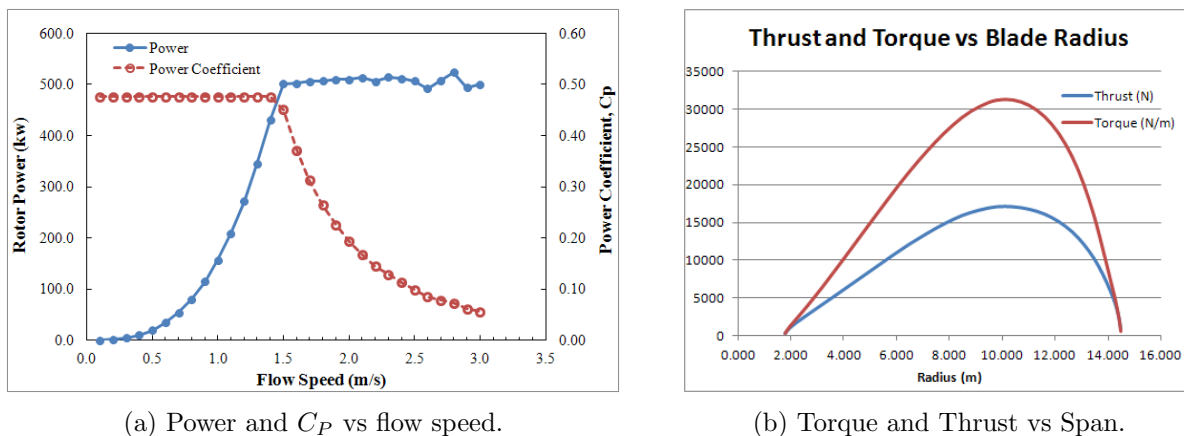 600.0
500.0
400.0
300.0
200.0
100.0
0.0
Rotor Power (kw)
Power
Power Coefficient
0.60
0.50
0.40
0.30
0.20
0.10
0.00
Power Coefficient, Cp
0.0 0.5 1.0 1.5 2.0 2.5 3.0 3.5
Flow Speed (m/s)
(a) Power and C_P vs flow speed.
Thrust and Torque vs Blade Radius
35000
30000
25000
20000
15000
10000
5000
0
Thrust (N)
Torque (N/m)
0.000 2.000 4.000 6.000 8.000 10.000 12.000 14.000 16.000
Radius (m)
(b) Torque and Thrust vs Span.